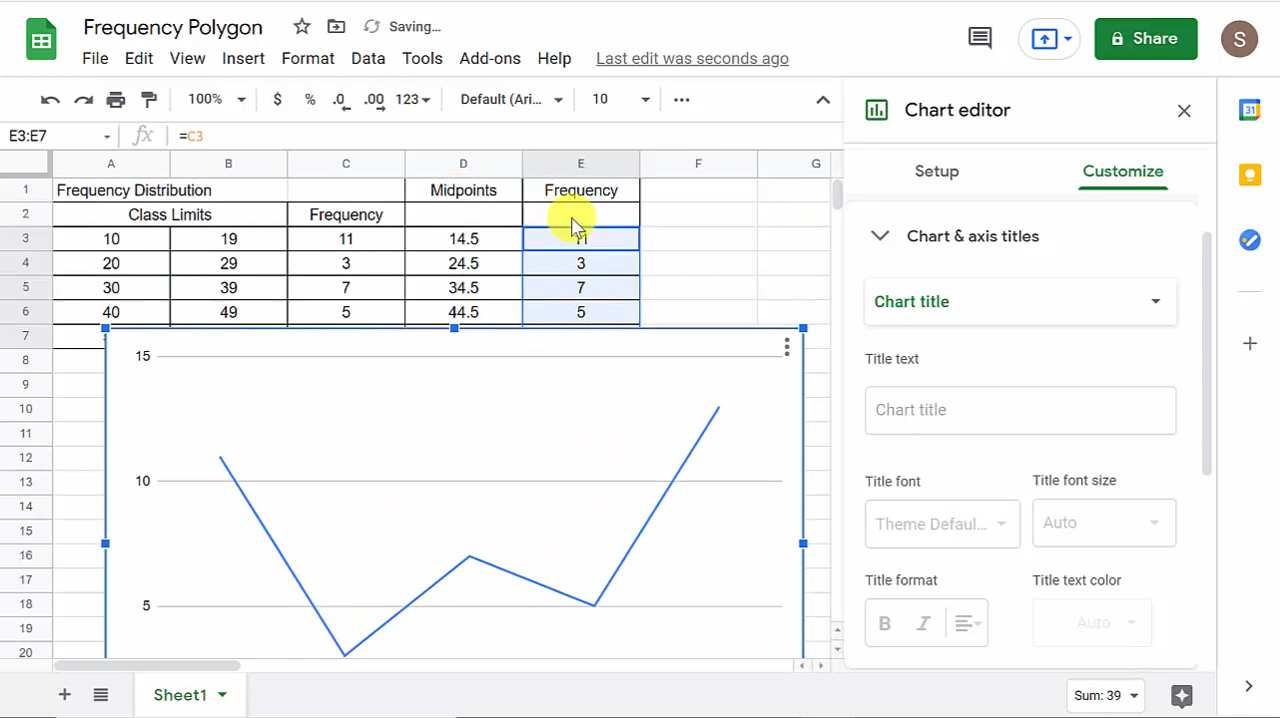 Frequency Polygon Saving...
File Edit View Insert Format Data Tools Add-ons Help Last edit was seconds ago
Share
S
100% $ % .0 .00 123 Default (Ari... 10
E3:E7 fx =C3
A B C D E F G
1 Frequency Distribution Midpoints Frequency
2 Class Limits Frequency
3 10 19 11 14.5
4 20 29 3 24.5 3
5 30 39 7 34.5 7
6 40 49 5 44.5 5
7
8
9
10
11
12
13
14
15
16
17
18
19
20
15
10
5
Chart editor
Setup Customize
Chart & axis titles
Chart title
Title text
Chart title
Title font Title font size
Theme Defaul... Auto
Title format Title text color
B I Auto
Sheet1
Sum: 39
31